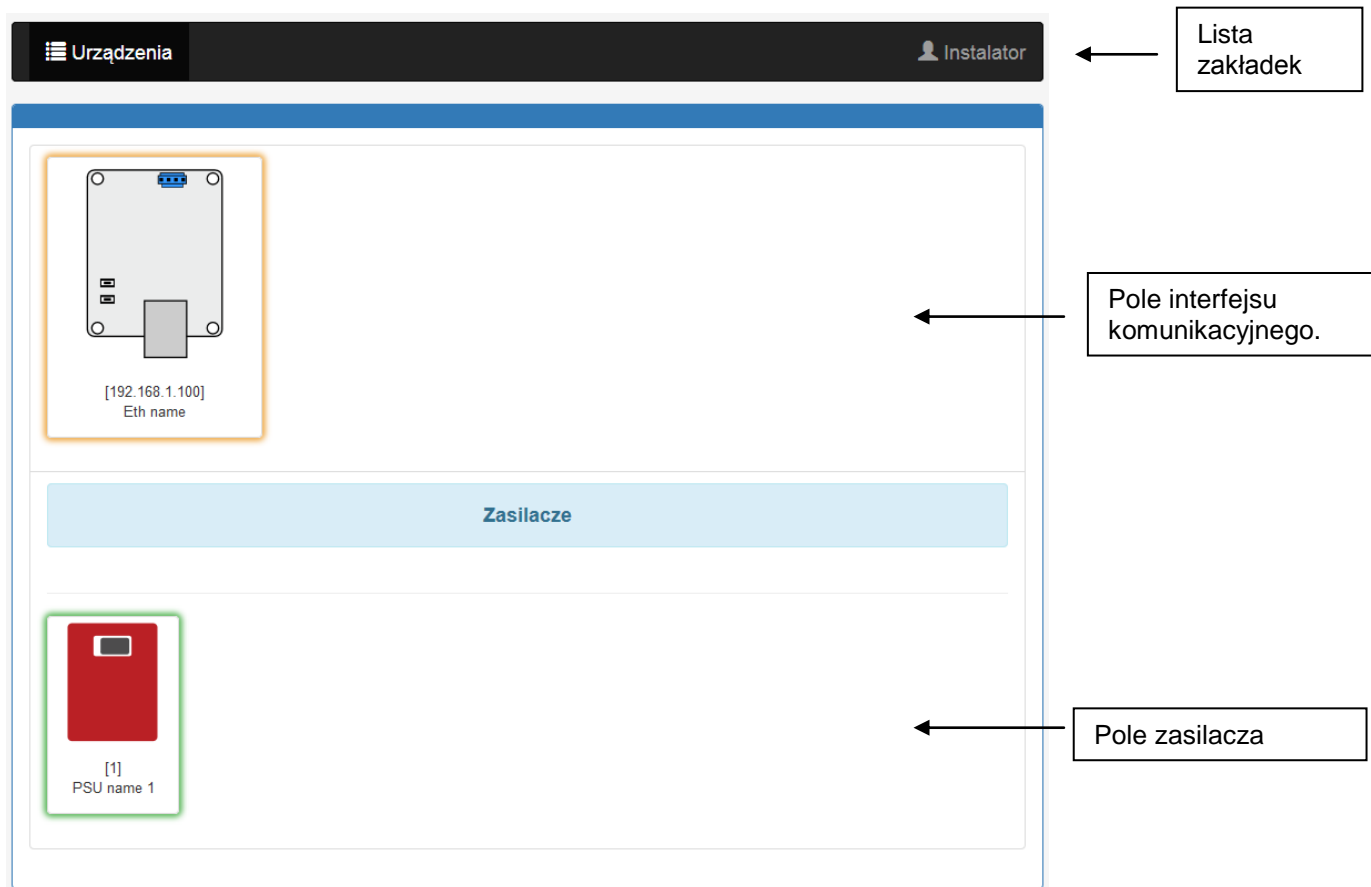 Urządzenia
Instalator
Lista
zakładek
[192.168.1.100]
Eth name
Pole interfejsu
komunikacyjnego.
Zasilacze
[1]
PSU name 1
Pole zasilacza